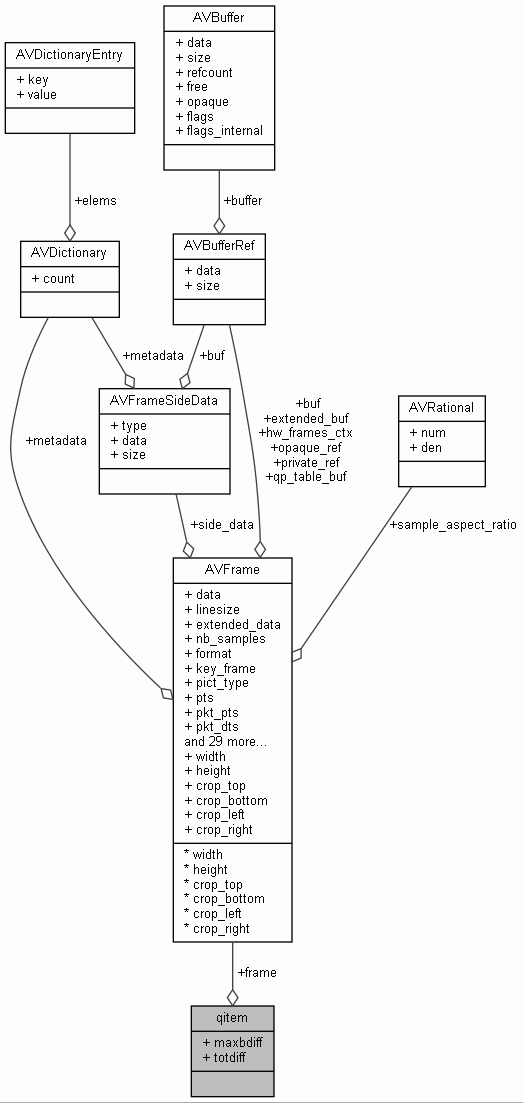 AVBuffer
+ data
+ size
+ refcount
+ free
+ opaque
+ flags
+ flags_internal
AVDictionaryEntry
+ key
+ value
+elems
+buffer
AVDictionary
+ count
AVBufferRef
+ data
+ size
+metadata
+buf
AVFrameSideData
+ type
+ data
+ size
+metadata
+buf
+extended_buf
+hw_frames_ctx
+opaque_ref
+private_ref
+qp_table_buf
AVRational
+ num
+ den
+side_data
+sample_aspect_ratio
AVFrame
+ data
+ linesize
+ extended_data
+ nb_samples
+ format
+ key_frame
+ pict_type
+ pts
+ pkt_pts
+ pkt_dts
and 29 more...
+ width
+ height
+ crop_top
+ crop_bottom
+ crop_left
+ crop_right
* width
* height
* crop_top
* crop_bottom
* crop_left
* crop_right
+frame
qitem
+ maxbdiff
+ totdiff